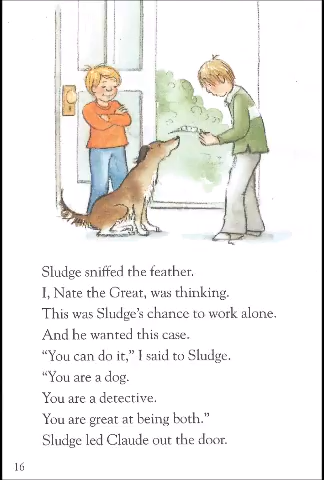 Sludge sniffed the feather.
I, Nate the Great, was thinking.
This was Sludge's chance to work alone.
And he wanted this case.
“You can do it,” I said to Sludge.
“You are a dog.
You are a detective.
You are great at being both.”
Sludge led Claude out the door.
16